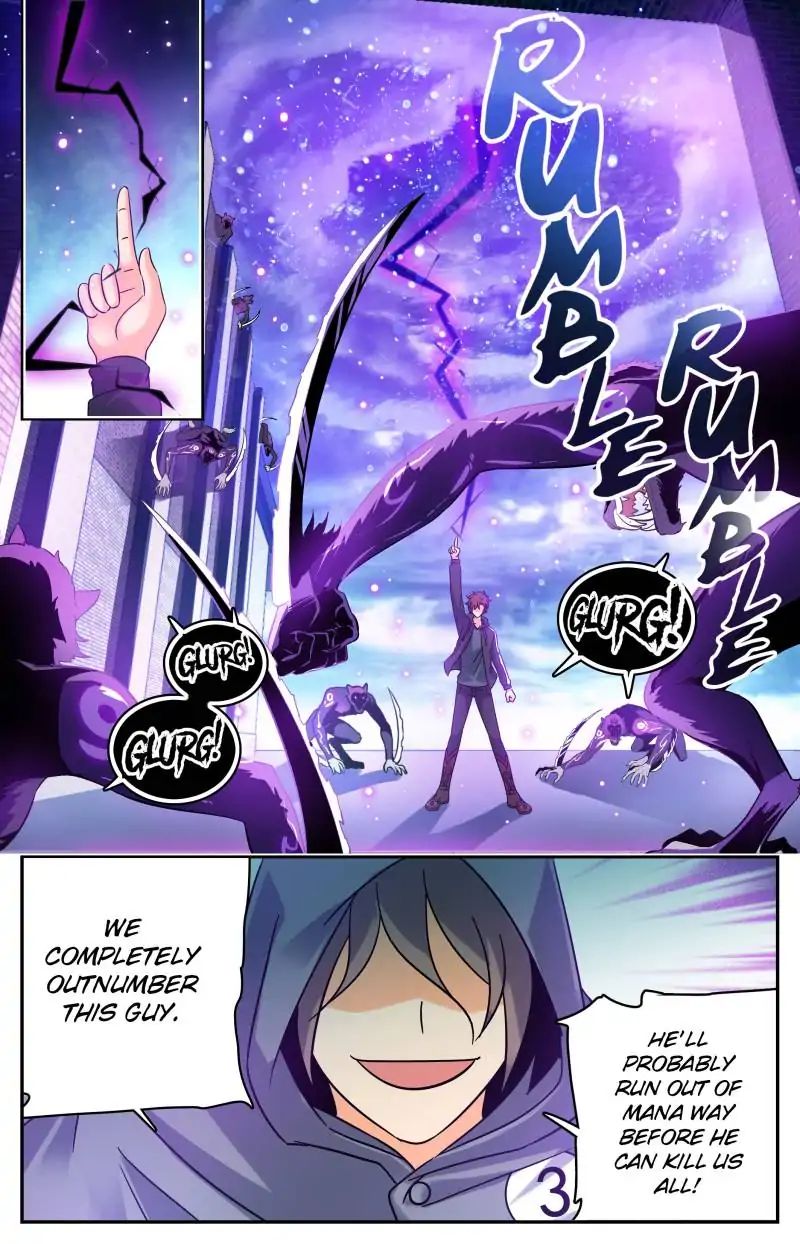 RUMBLE
RUMBLE
GLURG!
GLURG!
GLURG!
WE
COMPLETELY
OUTNUMBER
THIS GUY.
HE'LL
PROBABLY
RUN OUT OF
MANA WAY
BEFORE HE
CAN KILL US
ALL!
3